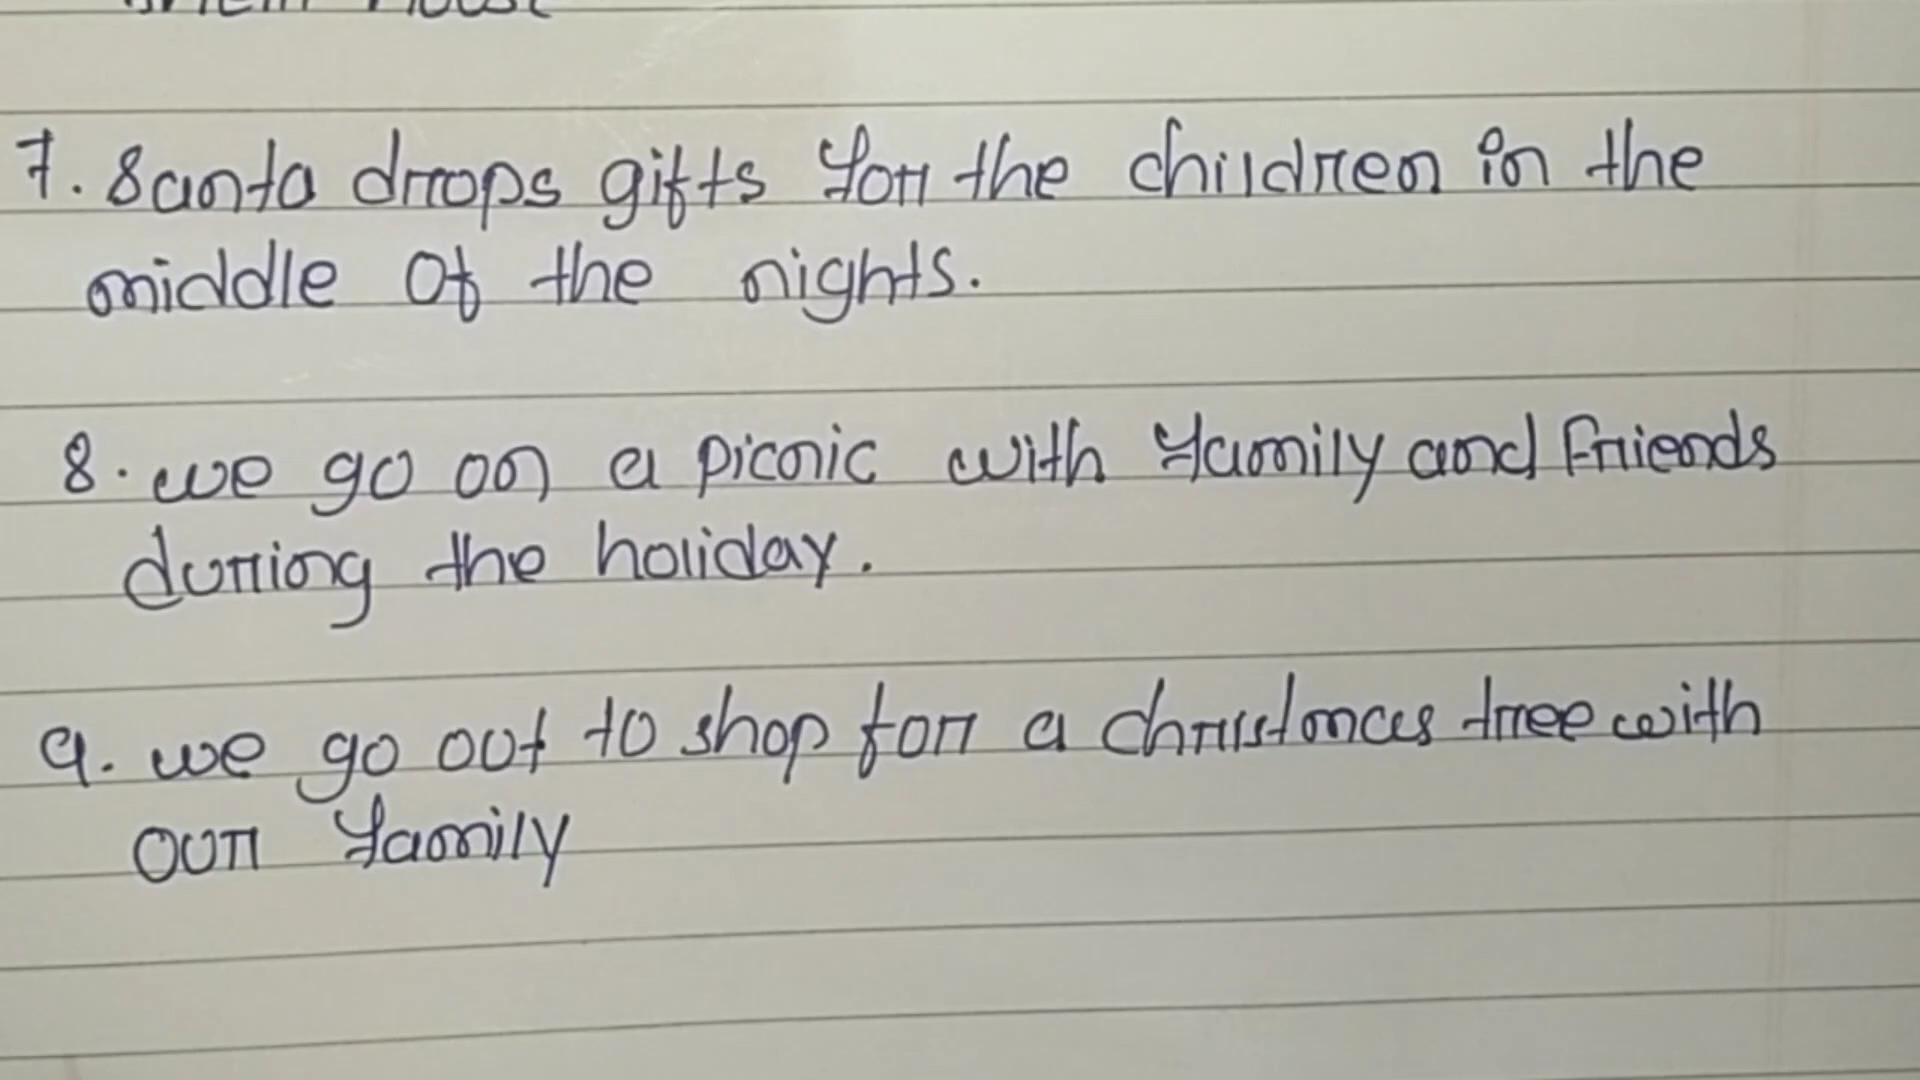 7. Santa drops gifts for the children in the
middle of the nights.
8. we go on a picnic with family and Friends
during the holiday.
9. we go out to shop for a christmas tree with
our family